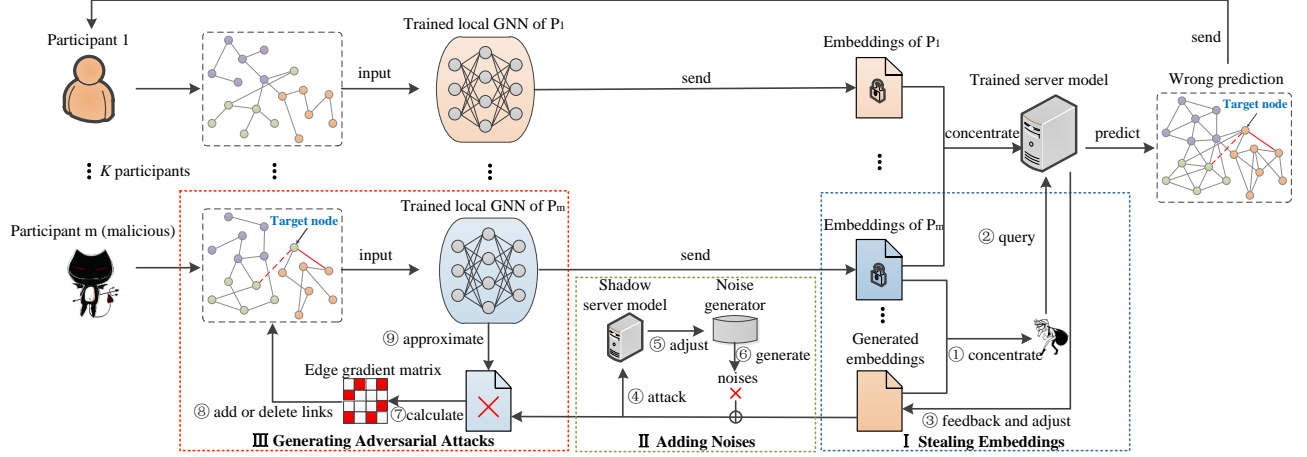 send
Participant 1
Trained local GNN of P1
Embeddings of P1
Trained server model
Wrong prediction
input
send
concentrate
predict
Target node
K participants
Participant m (malicious)
Target node
Trained local GNN of Pm
Embeddings of Pm
② query
input
send
Shadow
server model
Noise
generator
⑤ adjust
⑥ generate
Generated
embeddings
① concentrate
⑨ approximate
Edge gradient matrix
noises
④ attack
⑧ add or delete links
⑦calculate
③ feedback and adjust
Ⅲ Generating Adversarial Attacks
Ⅱ Adding Noises
Ⅰ Stealing Embeddings